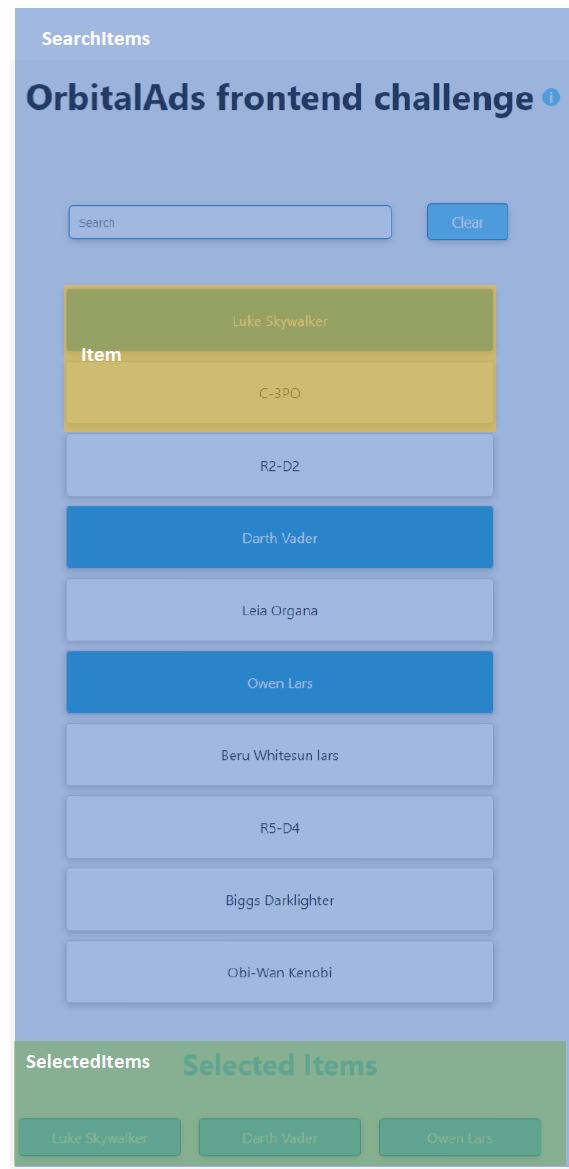 SearchItems
OrbitalAds frontend challenge i
Search
Clear
Luke Skywalker
Item
C-3PO
R2-D2
Darth Vader
Leia Organa
Owen Lars
Beru Whitesun lars
R5-D4
Biggs Darklighter
Obi-Wan Kenobi
SelectedItems
Selected Items
Luke Skywalker
Darth Vader
Owen Lars